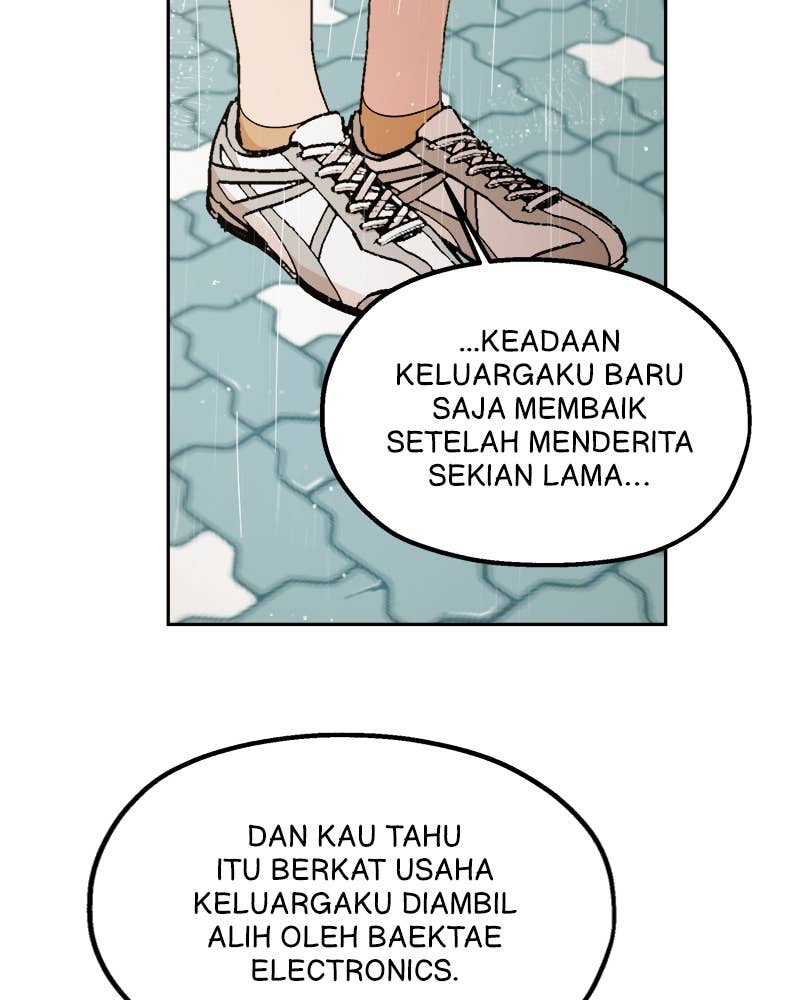 ...KEADAAN
KELUARGAKU BARU
SAJA MEMBAIK
SETELAH MENDERITA
SEKIAN LAMA...
DAN KAU TAHU
ITU BERKAT USAHA
KELUARGAKU DIAMBIL
ALIH OLEH BAEKTAE
ELECTRONICS.